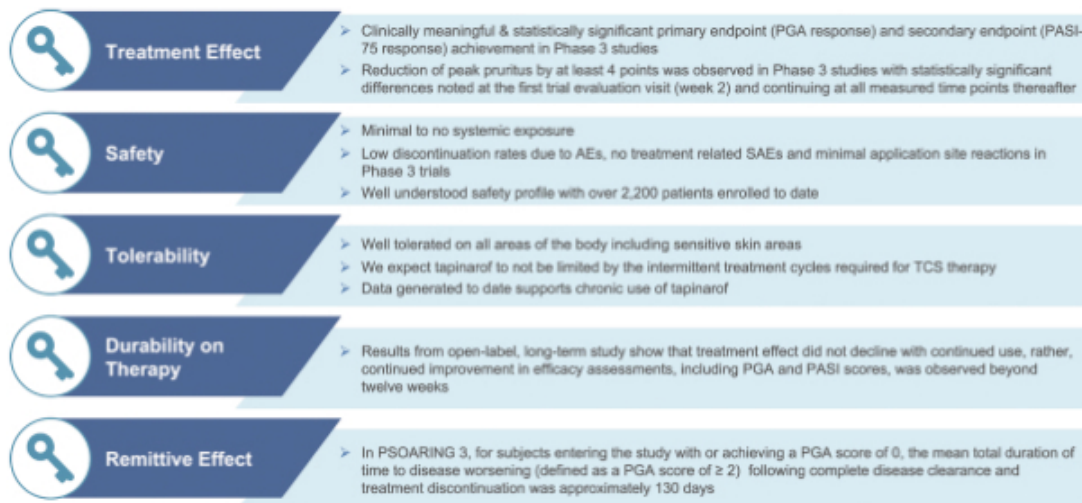 Treatment Effect
➤ Clinically meaningful & statistically significant primary endpoint (PGA response) and secondary endpoint (PASI-
75 response) achievement in Phase 3 studies
➤ Reduction of peak pruritus by at least 4 points was observed in Phase 3 studies with statistically significant
differences noted at the first trial evaluation visit (week 2) and continuing at all measured time points thereafter
Safety
➤ Minimal to no systemic exposure
➤ Low discontinuation rates due to AEs, no treatment related SAEs and minimal application site reactions in
Phase 3 trials
➤ Well understood safety profile with over 2,200 patients enrolled to date
Tolerability
➤ Well tolerated on all areas of the body including sensitive skin areas
➤ We expect tapinarof to not be limited by the intermittent treatment cycles required for TCS therapy
➤ Data generated to date supports chronic use of tapinarof
Durability on
Therapy
➤ Results from open-label, long-term study show that treatment effect did not decline with continued use, rather,
continued improvement in efficacy assessments, including PGA and PASI scores, was observed beyond
twelve weeks
Remittive Effect
➤ In PSOARING 3, for subjects entering the study with or achieving a PGA score of 0, the mean total duration of
time to disease worsening (defined as a PGA score of ≥ 2) following complete disease clearance and
treatment discontinuation was approximately 130 days